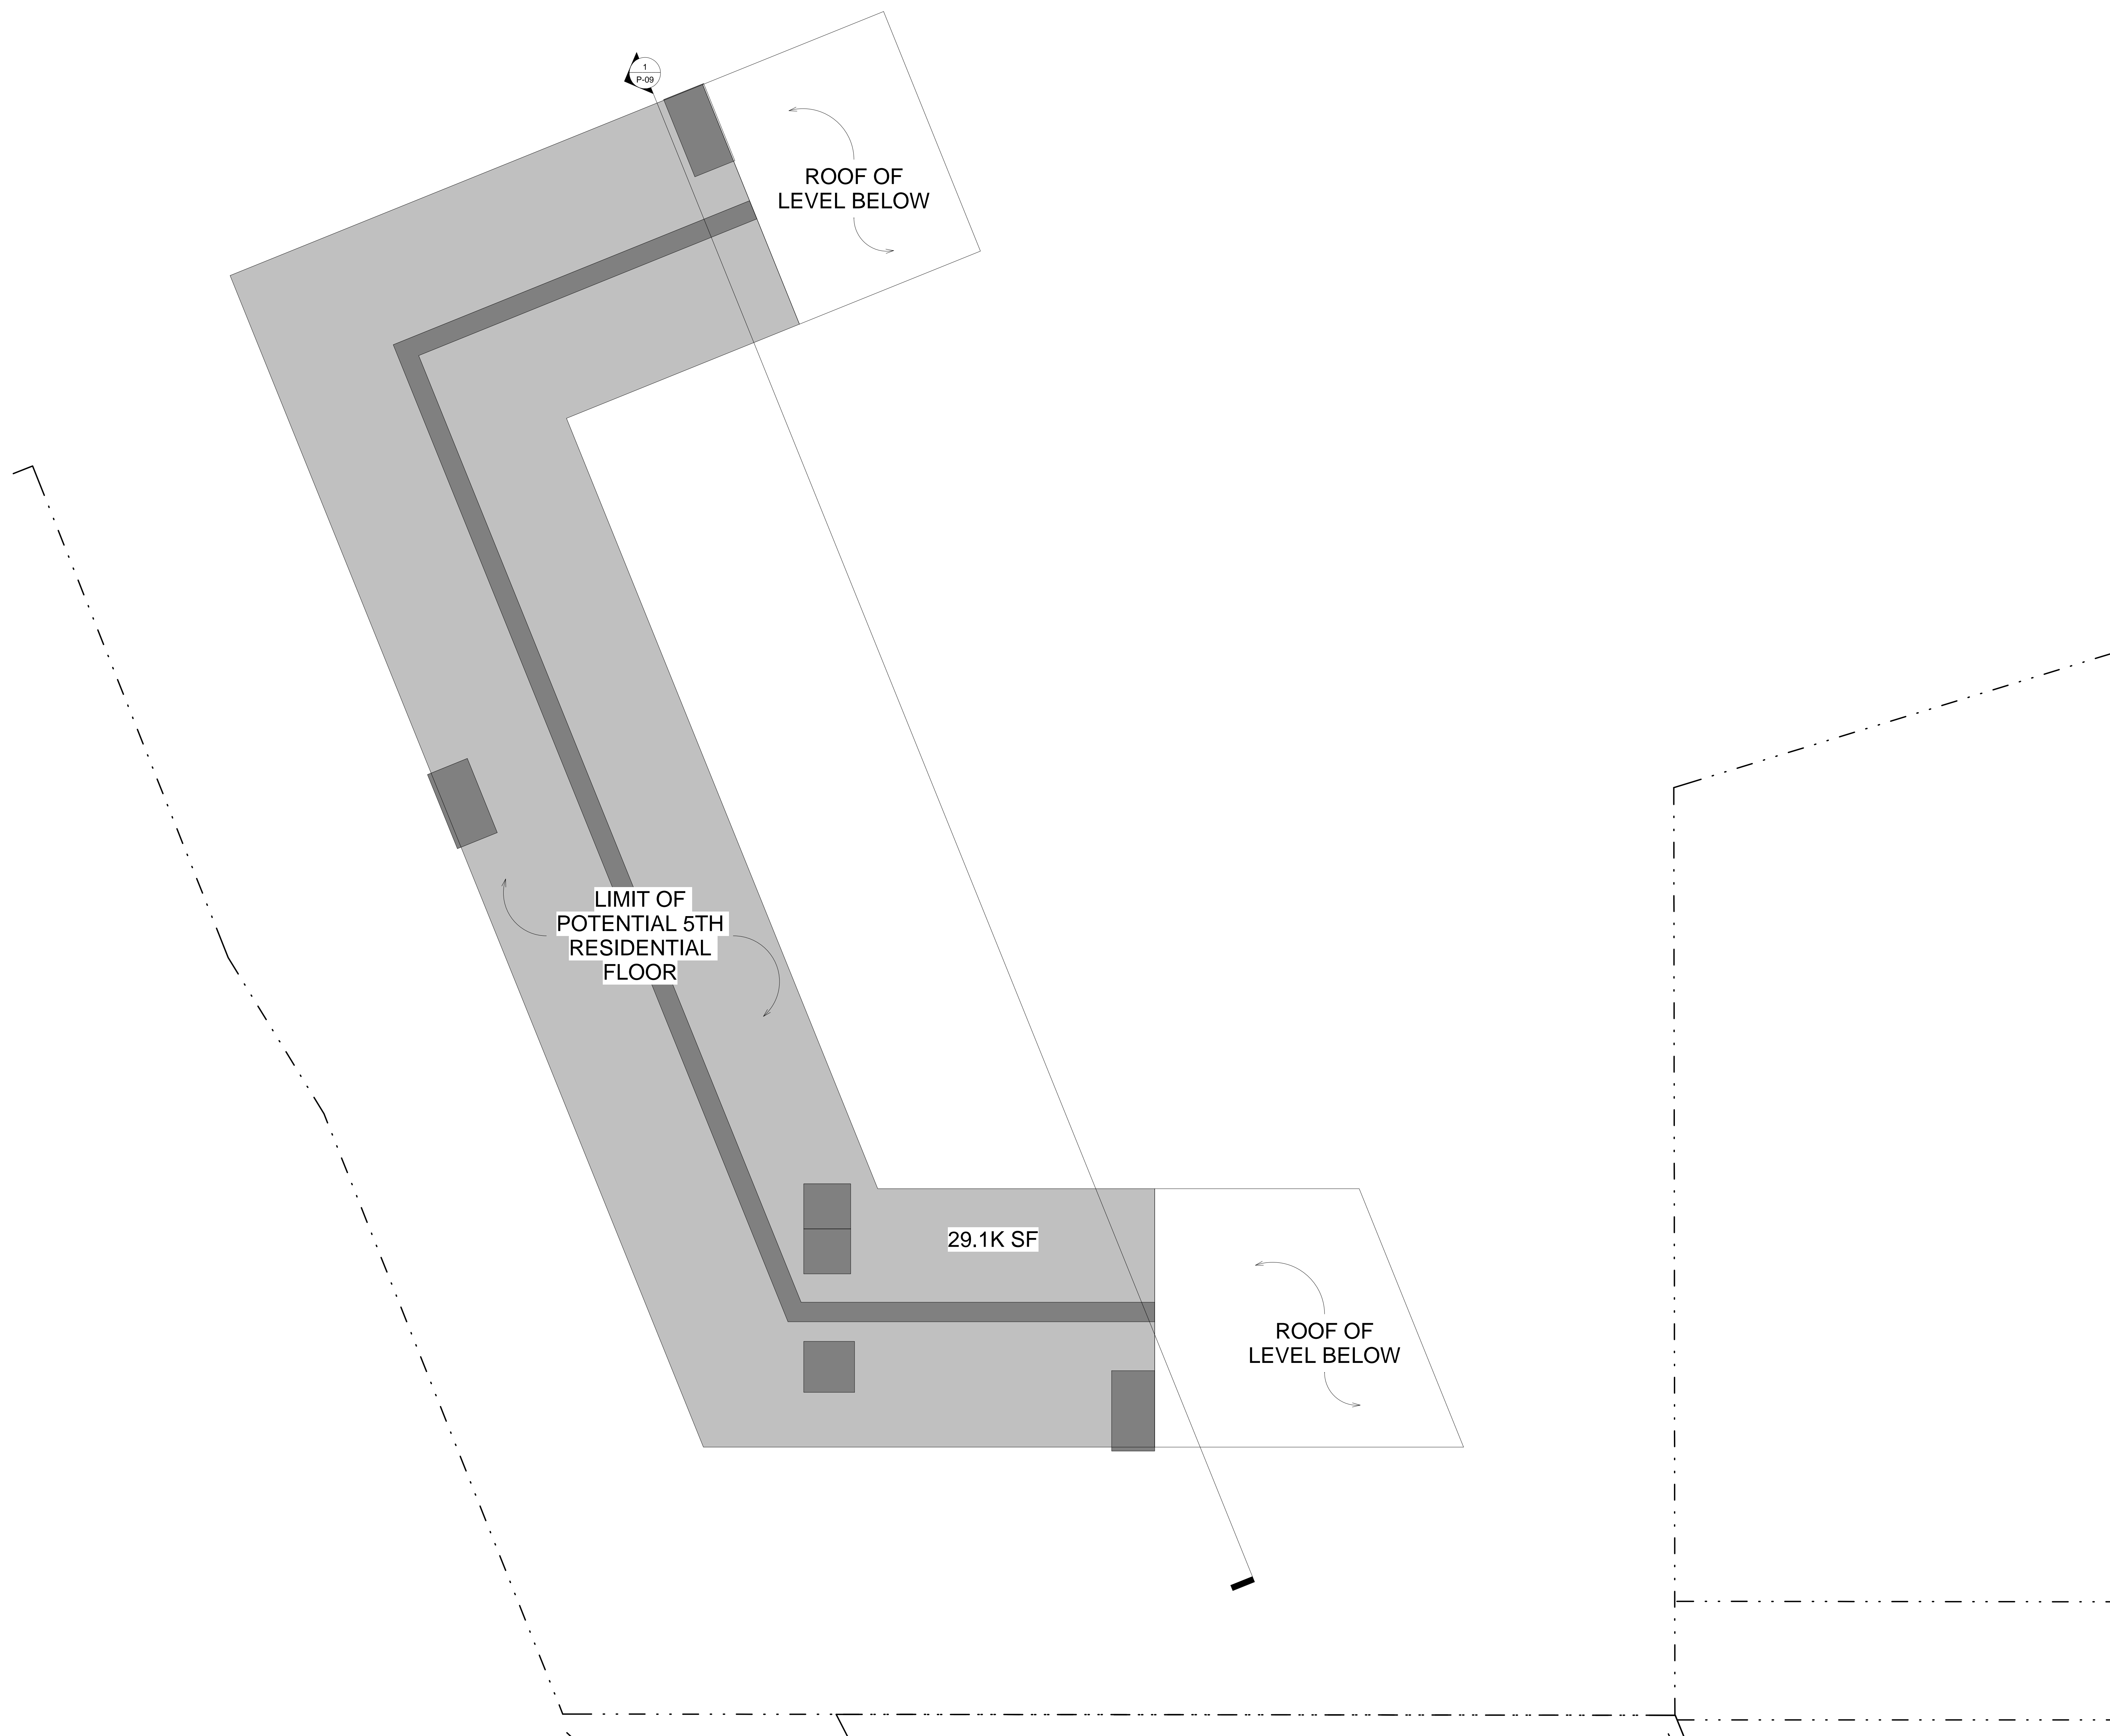 1
P-09
ROOF OF
LEVEL BELOW
LIMIT OF
POTENTIAL 5TH
RESIDENTIAL
FLOOR
29.1K SF
ROOF OF
LEVEL BELOW